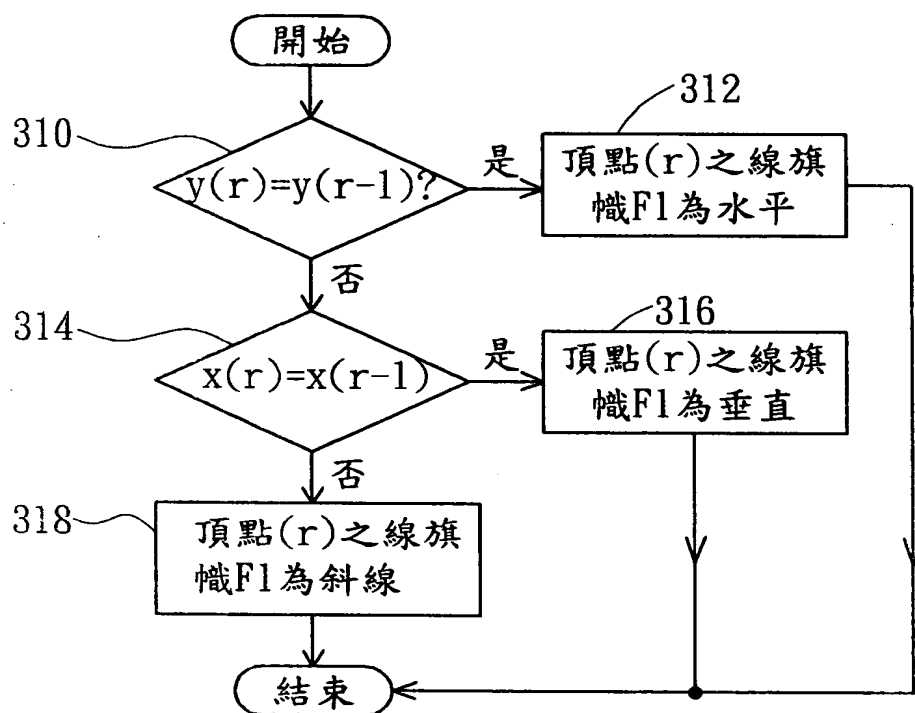 開始
310
y(r)=y(r-1)?
是
312
頂點(r)之線旗
幟F1為水平
否
314
x(r)=x(r-1)
是
316
頂點(r)之線旗
幟F1為垂直
否
318
頂點(r)之線旗
幟F1為斜線
結束